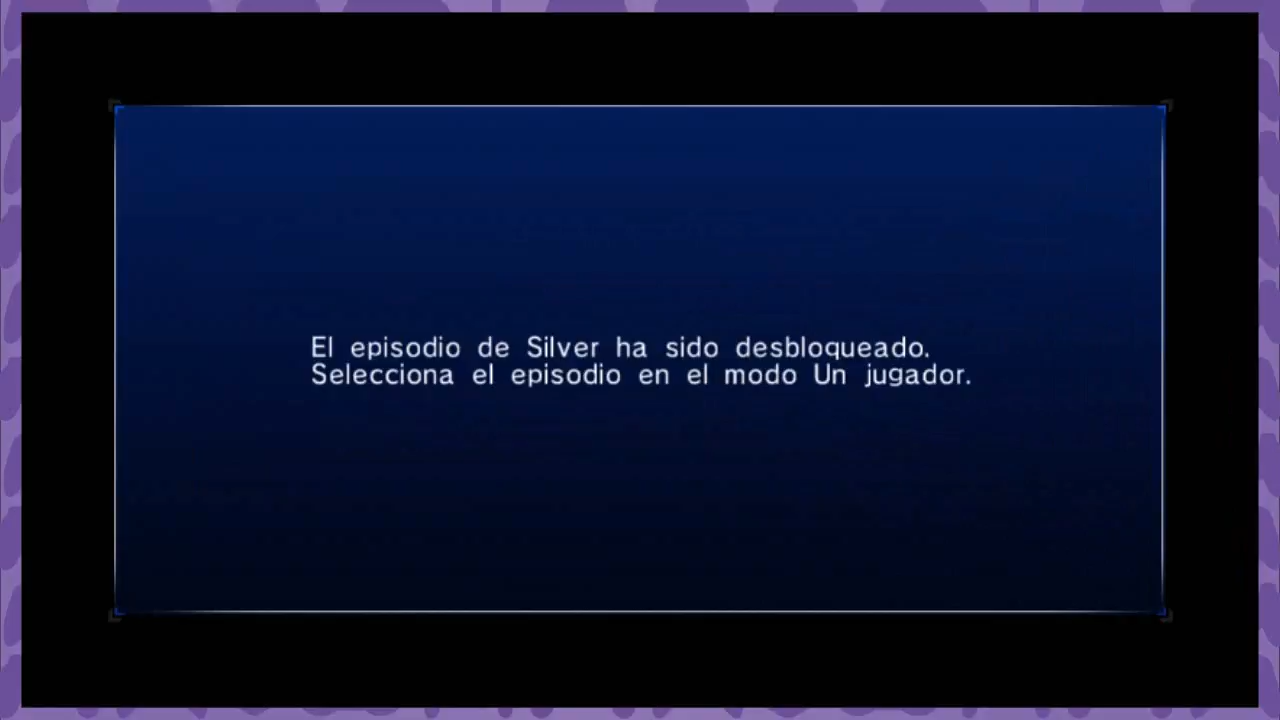 El episodio de Silver ha sido desbloqueado.
Selecciona el episodio en el modo Un jugador.